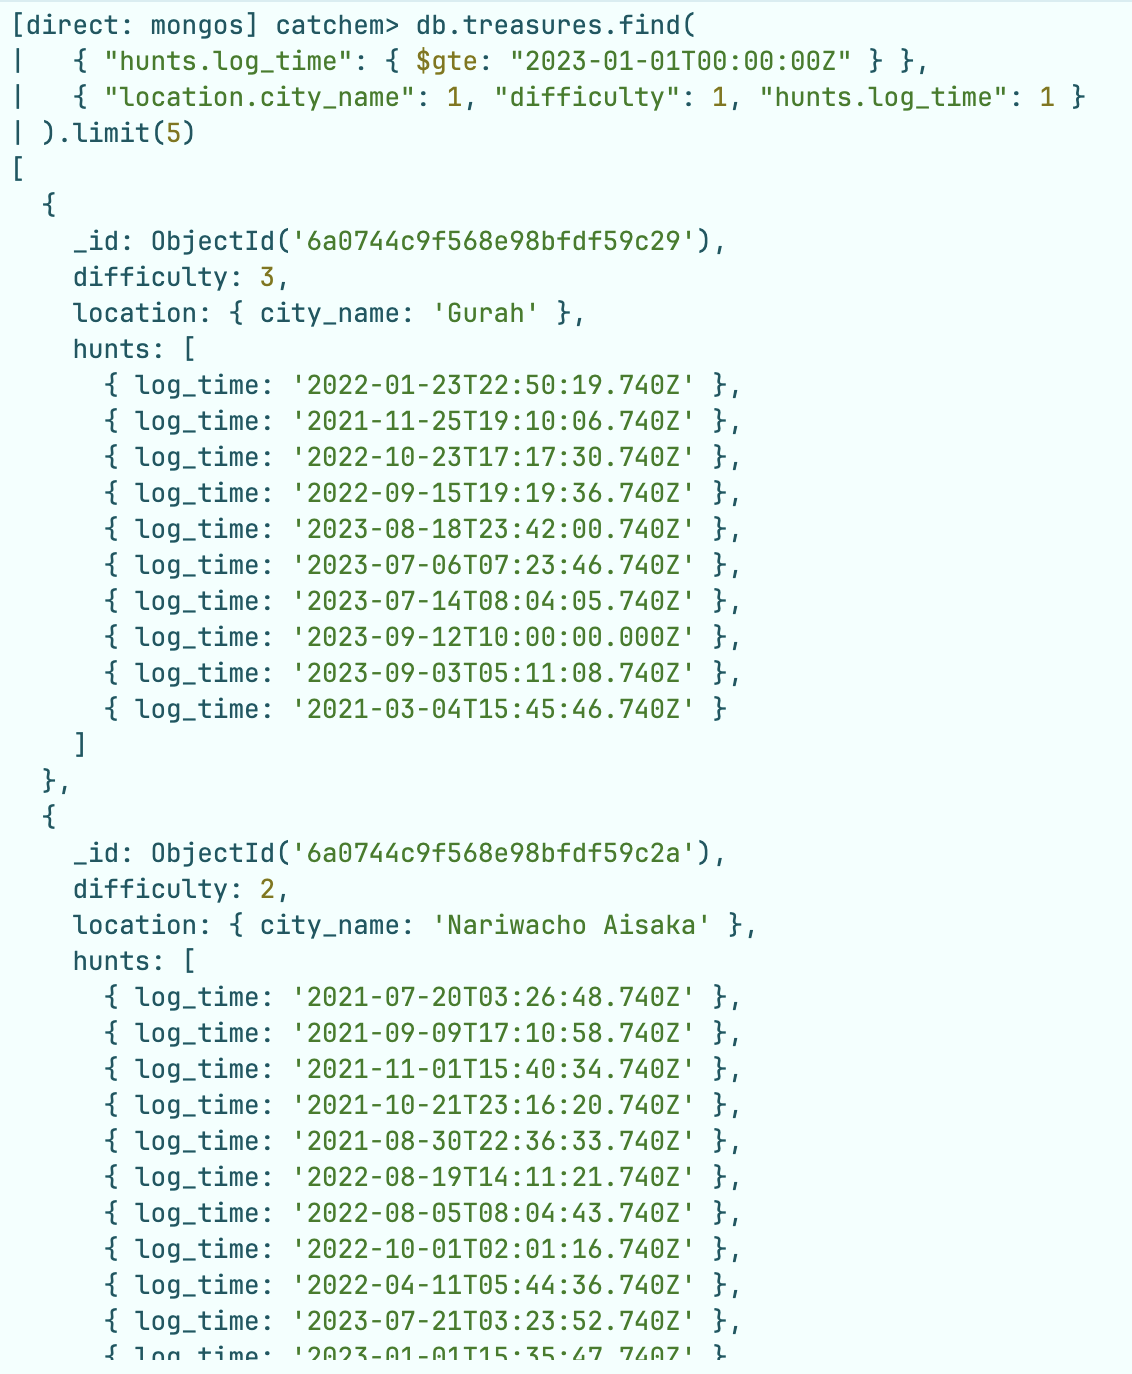 [direct: mongos] catchem> db.treasures.find(
|   { "hunts.log_time": { $gte: "2023-01-01T00:00:00Z" } },
|   { "location.city_name": 1, "difficulty": 1, "hunts.log_time": 1 }
| ).limit(5)
[
  {
    _id: ObjectId('6a0744c9f568e98bfdf59c29'),
    difficulty: 3,
    location: { city_name: 'Gurah' },
    hunts: [
      { log_time: '2022-01-23T22:50:19.740Z' },
      { log_time: '2021-11-25T19:10:06.740Z' },
      { log_time: '2022-10-23T17:17:30.740Z' },
      { log_time: '2022-09-15T19:19:36.740Z' },
      { log_time: '2023-08-18T23:42:00.740Z' },
      { log_time: '2023-07-06T07:23:46.740Z' },
      { log_time: '2023-07-14T08:04:05.740Z' },
      { log_time: '2023-09-12T10:00:00.000Z' },
      { log_time: '2023-09-03T05:11:08.740Z' },
      { log_time: '2021-03-04T15:45:46.740Z' }
    ]
  },
  {
    _id: ObjectId('6a0744c9f568e98bfdf59c2a'),
    difficulty: 2,
    location: { city_name: 'Nariwacho Aisaka' },
    hunts: [
      { log_time: '2021-07-20T03:26:48.740Z' },
      { log_time: '2021-09-09T17:10:58.740Z' },
      { log_time: '2021-11-01T15:40:34.740Z' },
      { log_time: '2021-10-21T23:16:20.740Z' },
      { log_time: '2021-08-30T22:36:33.740Z' },
      { log_time: '2022-08-19T14:11:21.740Z' },
      { log_time: '2022-08-05T08:04:43.740Z' },
      { log_time: '2022-10-01T02:01:16.740Z' },
      { log_time: '2022-04-11T05:44:36.740Z' },
      { log_time: '2023-07-21T03:23:52.740Z' },
      { log_time: '2023-01-01T15:35:47.740Z' }